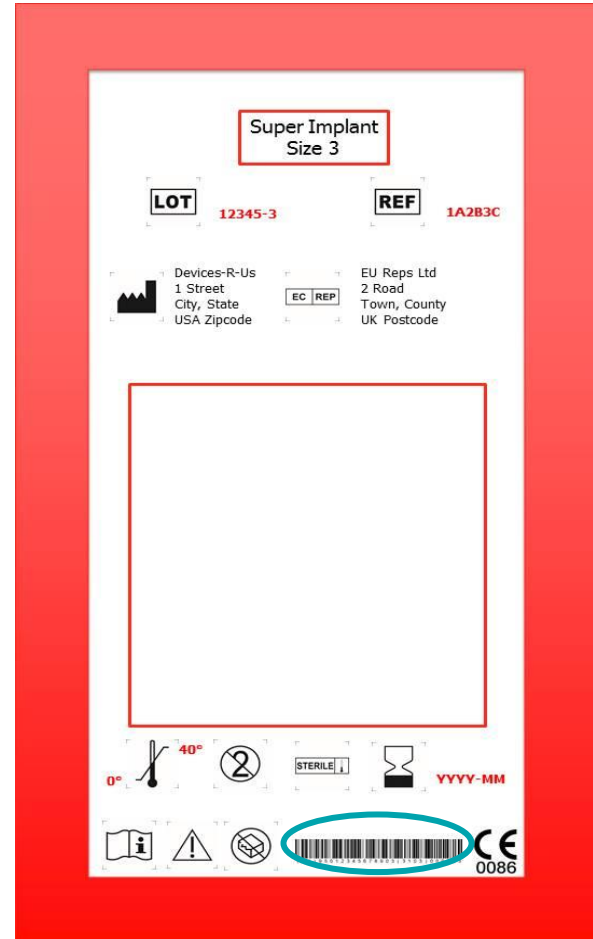 Super Implant
Size 3
LOT 12345-3
REF 1A2B3C
Devices-R-Us
1 Street
City, State
USA Zipcode
EC REP
EU Reps Ltd
2 Road
Town, County
UK Postcode
0° 40°
2
STERILE
YYYY-MM
i
CE
0086